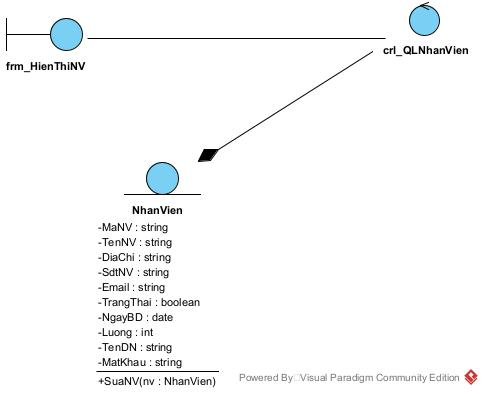 frm_HienThiNV
crl_QLNhanVien
NhanVien
-MaNV : string
-TenNV : string
-DiaChi : string
-SdtNV : string
-Email : string
-TrangThai : boolean
-NgayBD : date
-Luong : int
-TenDN : string
-MatKhau : string
+SuaNV(nv : NhanVien)
Powered By Visual Paradigm Community Edition